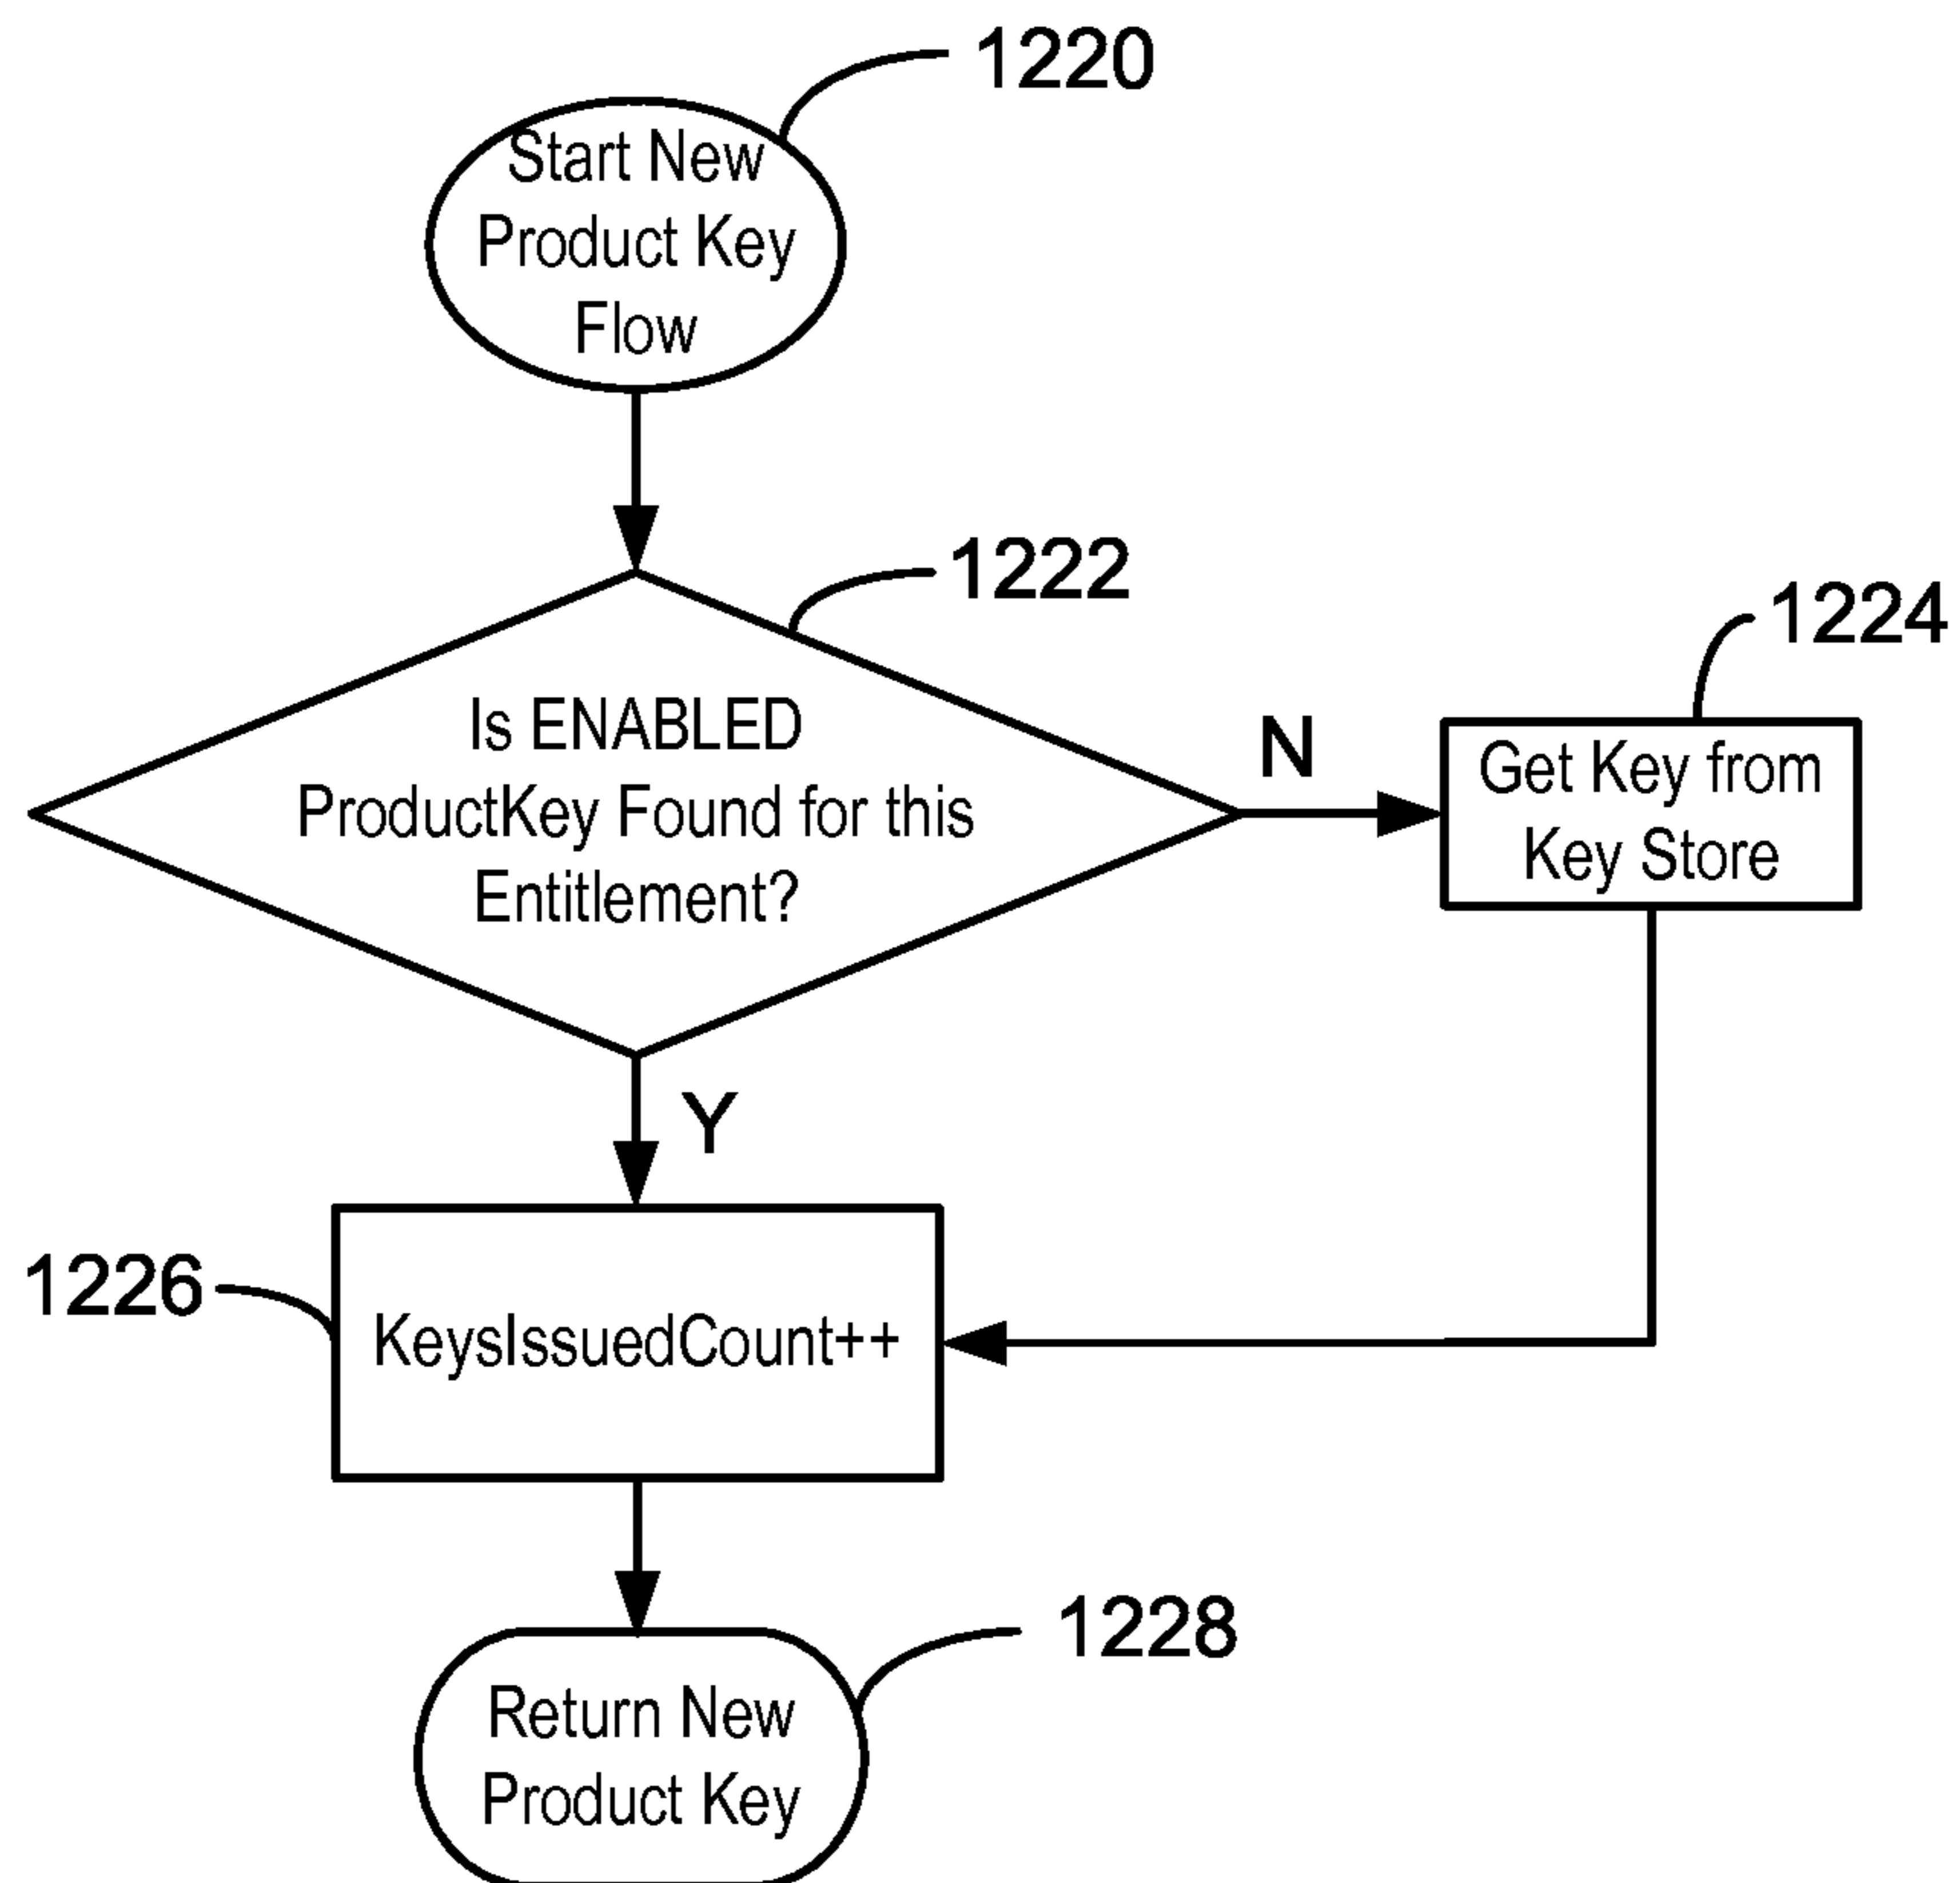 1220
Start New
Product Key
Flow
1222
Is ENABLED
ProductKey Found for this
Entitlement?
N
1224
Get Key from
Key Store
Y
1226
KeysIssuedCount++
1228
Return New
Product Key